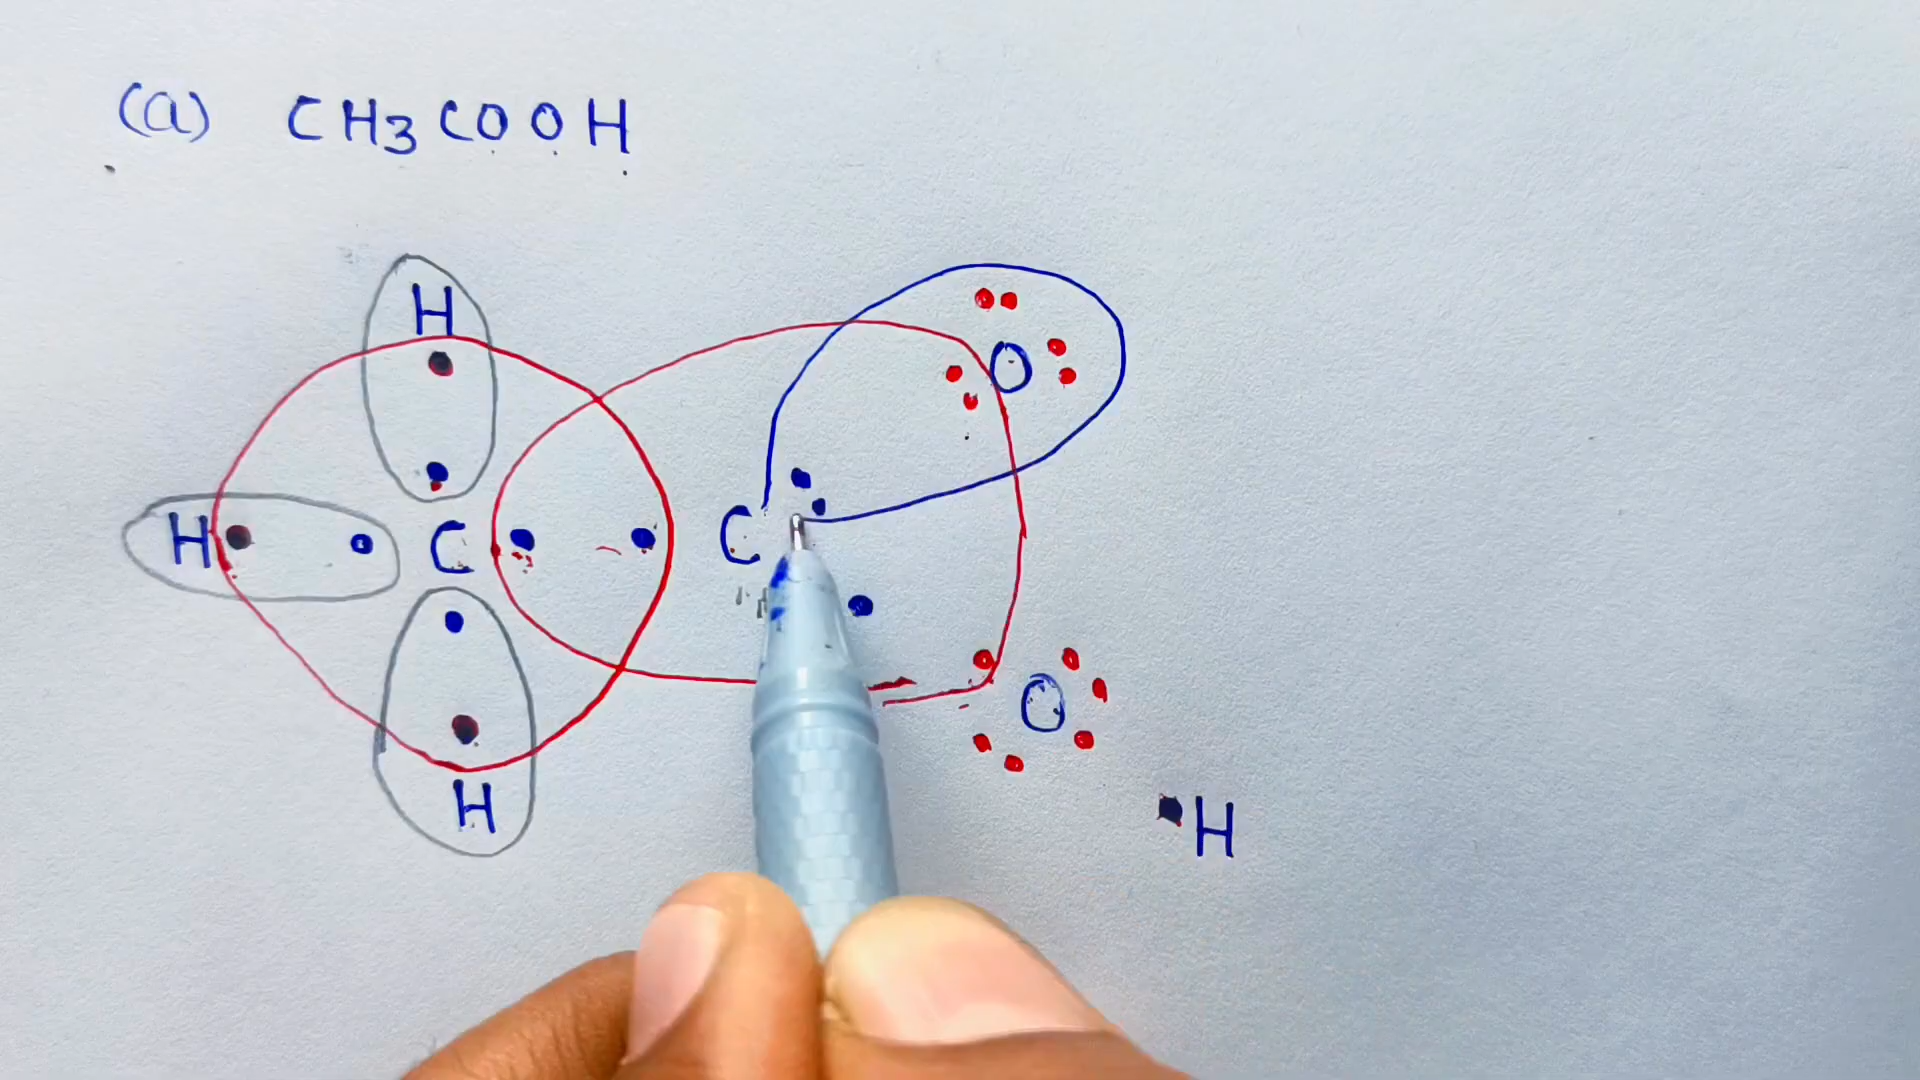 (a) CH3COOH
H
O
H C C
O
H H